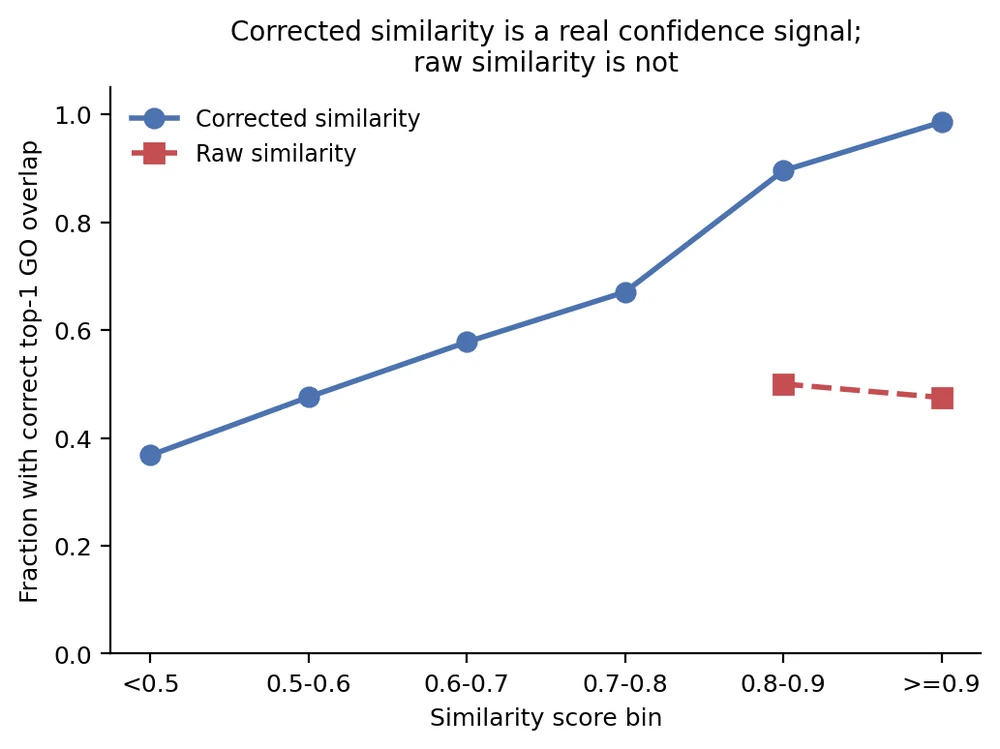 Corrected similarity is a real confidence signal;
raw similarity is not
Corrected similarity
Raw similarity
Fraction with correct top-1 GO overlap
1.0
0.8
0.6
0.4
0.2
0.0
<0.5
0.5-0.6
0.6-0.7
0.7-0.8
0.8-0.9
>=0.9
Similarity score bin